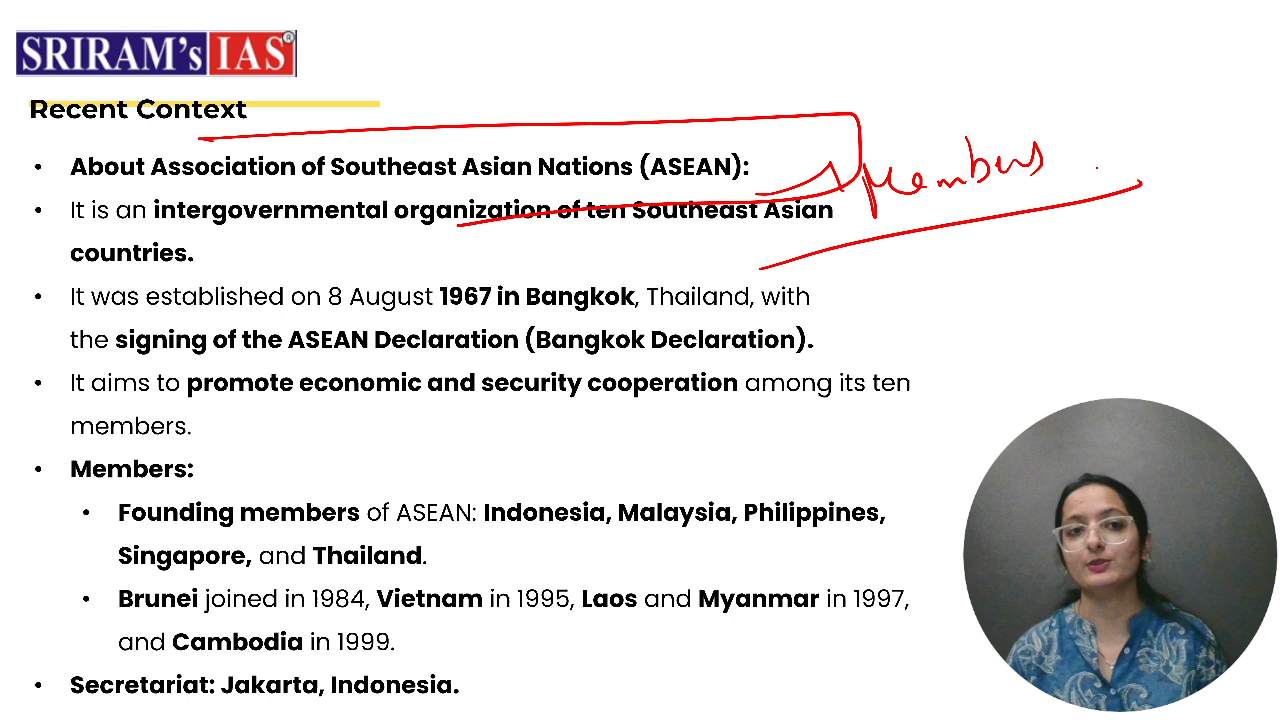 SRIRAM's IAS®
Recent Context
• About Association of Southeast Asian Nations (ASEAN):
Members
• It is an intergovernmental organization of ten Southeast Asian
countries.
• It was established on 8 August 1967 in Bangkok, Thailand, with
the signing of the ASEAN Declaration (Bangkok Declaration).
• It aims to promote economic and security cooperation among its ten
members.
• Members:
• Founding members of ASEAN: Indonesia, Malaysia, Philippines,
Singapore, and Thailand.
• Brunei joined in 1984, Vietnam in 1995, Laos and Myanmar in 1997,
and Cambodia in 1999.
• Secretariat: Jakarta, Indonesia.